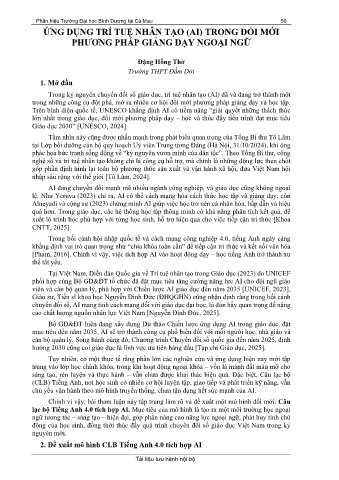 Phân hiệu Trường Đại học Bình Dương tại Cà Mau 50
ỨNG DỤNG TRÍ TUỆ NHÂN TẠO (AI) TRONG ĐỔI MỚI
PHƯƠNG PHÁP GIẢNG DẠY NGOẠI NGỮ
Đặng Hồng Thơ
Trường THPT Đầm Dơi
1. Mở đầu
Trong kỷ nguyên chuyển đổi số giáo dục, trí tuệ nhân tạo (AI) đã và đang trở thành một
trong những công cụ đột phá, mở ra nhiều cơ hội đổi mới phương pháp giảng dạy và học tập.
Trên bình diện quốc tế, UNESCO khẳng định AI có tiềm năng "giải quyết những thách thức
lớn nhất trong giáo dục, đổi mới phương pháp dạy – học và thúc đẩy tiến trình đạt mục tiêu
Giáo dục 2030" [UNESCO, 2024].
Tầm nhìn này cũng được nhấn mạnh trong phát biểu quan trọng của Tổng Bí thư Tô Lâm
tại Lớp bồi dưỡng cán bộ quy hoạch Ủy viên Trung ương Đảng (Hà Nội, 31/10/2024), khi ông
phác họa bức tranh sống động về "kỷ nguyên vươn mình của dân tộc". Theo Tổng Bí thư, công
nghệ số và trí tuệ nhân tạo không chỉ là công cụ hỗ trợ, mà chính là những động lực then chốt
góp phần định hình lại toàn bộ phương thức sản xuất và vận hành xã hội, đưa Việt Nam hội
nhập sâu rộng với thế giới [Tô Lâm, 2024].
AI đang chuyển đổi mạnh mẽ nhiều ngành công nghiệp, và giáo dục cũng không ngoại
lệ. Như Yureva (2023) chỉ ra, AI có thể cách mạng hóa cách thức học tập và giảng dạy; còn
Alneyadi và cộng sự (2023) chứng minh AI giúp việc học trở nên cá nhân hóa, hấp dẫn và hiệu
quả hơn. Trong giáo dục, các hệ thống học tập thông minh có khả năng phân tích kết quả, đề
xuất lộ trình học phù hợp với từng học sinh, hỗ trợ hiệu quả cho việc tiếp cận tri thức [Khoa
CNTT, 2025].
Trong bối cảnh hội nhập quốc tế và cách mạng công nghiệp 4.0, tiếng Anh ngày càng
khẳng định vai trò quan trọng như "chìa khóa toàn cầu" để tiếp cận tri thức và kết nối văn hóa
[Pham, 2016]. Chính vì vậy, việc tích hợp AI vào hoạt động dạy – học tiếng Anh trở thành xu
thế tất yếu.
Tại Việt Nam, Diễn đàn Quốc gia về Trí tuệ nhân tạo trong Giáo dục (2023) do UNICEF
phối hợp cùng Bộ GD&ĐT tổ chức đã đặt mục tiêu tăng cường năng lực AI cho đội ngũ giáo
viên và cán bộ quản lý, phù hợp với Chiến lược AI giáo dục đến năm 2035 [UNICEF, 2023].
Giáo sư, Tiến sĩ khoa học Nguyễn Đình Đức (ĐHQGHN) cũng nhận định rằng trong bối cảnh
chuyển đổi số, AI mang tính cách mạng đối với giáo dục đại học, là đòn bẩy quan trọng để nâng
cao chất lượng nguồn nhân lực Việt Nam [Nguyễn Đình Đức, 2025].
Bộ GD&ĐT hiện đang xây dựng Dự thảo Chiến lược ứng dụng AI trong giáo dục, đặt
mục tiêu đến năm 2035, AI sẽ trở thành công cụ phổ biến đối với mỗi người học, nhà giáo và
cán bộ quản lý. Song hành cùng đó, Chương trình Chuyển đổi số quốc gia đến năm 2025, định
hướng 2030 cũng coi giáo dục là lĩnh vực ưu tiên hàng đầu [Tạp chí Giáo dục, 2025].
Tuy nhiên, có một thực tế rằng phần lớn các nghiên cứu và ứng dụng hiện nay mới tập
trung vào lớp học chính khóa, trong khi hoạt động ngoại khóa – vốn là mảnh đất màu mỡ cho
sáng tạo, rèn luyện và thực hành – vẫn chưa được khai thác hiệu quả. Đặc biệt, Câu lạc bộ
(CLB) Tiếng Anh, nơi học sinh có nhiều cơ hội luyện tập, giao tiếp và phát triển kỹ năng, vẫn
chủ yếu vận hành theo mô hình truyền thống, chưa tận dụng hết sức mạnh của AI.
Chính vì vậy, bài tham luận này tập trung làm rõ và đề xuất một mô hình đổi mới: Câu
lạc bộ Tiếng Anh 4.0 tích hợp AI. Mục tiêu của mô hình là tạo ra một môi trường học ngoại
ngữ tương tác – sáng tạo – hiện đại, góp phần nâng cao năng lực ngoại ngữ, phát huy tính chủ
động của học sinh, đồng thời thúc đẩy quá trình chuyển đổi số giáo dục Việt Nam trong kỷ
nguyên mới.
2. Đề xuất mô hình CLB Tiếng Anh 4.0 tích hợp AI
Tài liệu lưu hành nội bộ